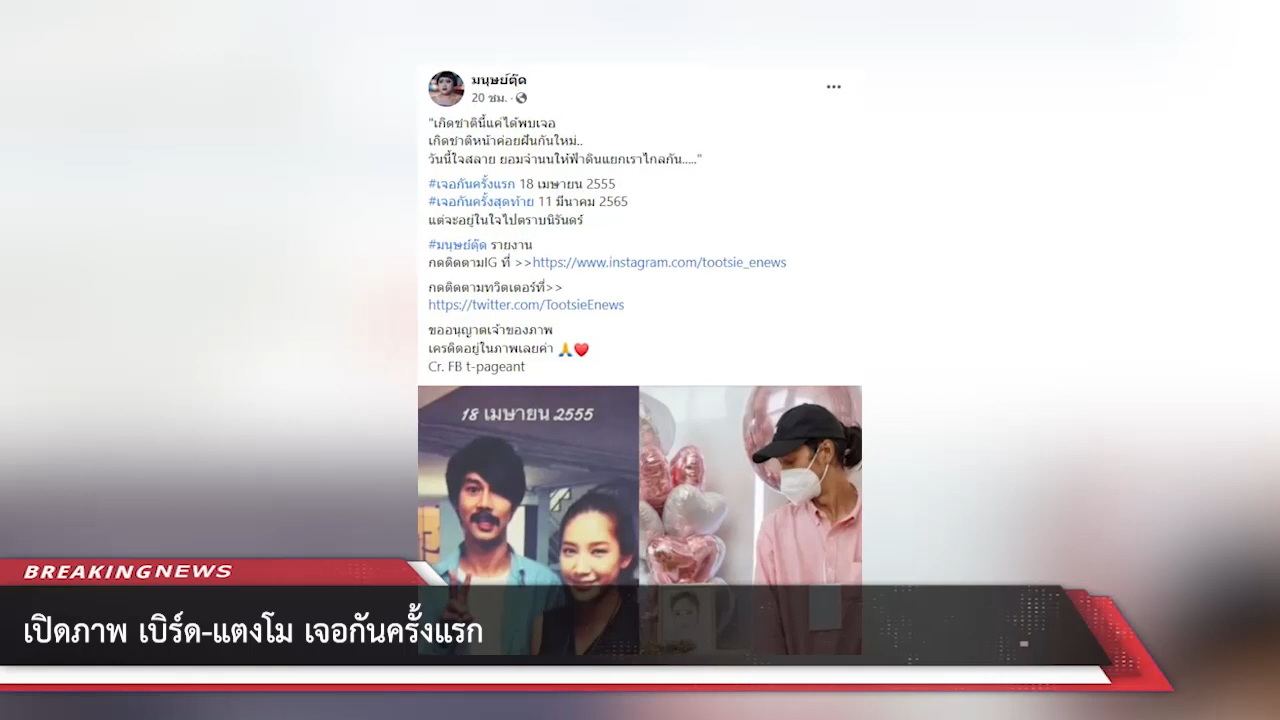 มนุษย์ตุ๊ด
20 ชม. ·
"เกิดชาตินี้แค่ได้พบเจอ
เกิดชาติหน้าค่อยฝันกันใหม่..
วันนี้ใจสลาย ยอมจำนนให้ฟ้าดินแยกเราไกลกัน....."
#เจอกันครั้งแรก 18 เมษายน 2555
#เจอกันครั้งสุดท้าย 11 มีนาคม 2565
แต่จะอยู่ในใจไปตราบนิรันดร์
#มนุษย์ตุ๊ด รายงาน
กดติดตามIG ที่ >>https://www.instagram.com/tootsie_enews
กดติดตามทวิตเตอร์ที่>>
https://twitter.com/TootsieEnews
ขออนุญาตเจ้าของภาพ
เครดิตอยู่ในภาพเลยค่า 🙏❤️
Cr. FB t-pageant
18 เมษายน 2555
BREAKINGNEWS
เปิดภาพ เบิร์ด-แตงโม เจอกันครั้งแรก